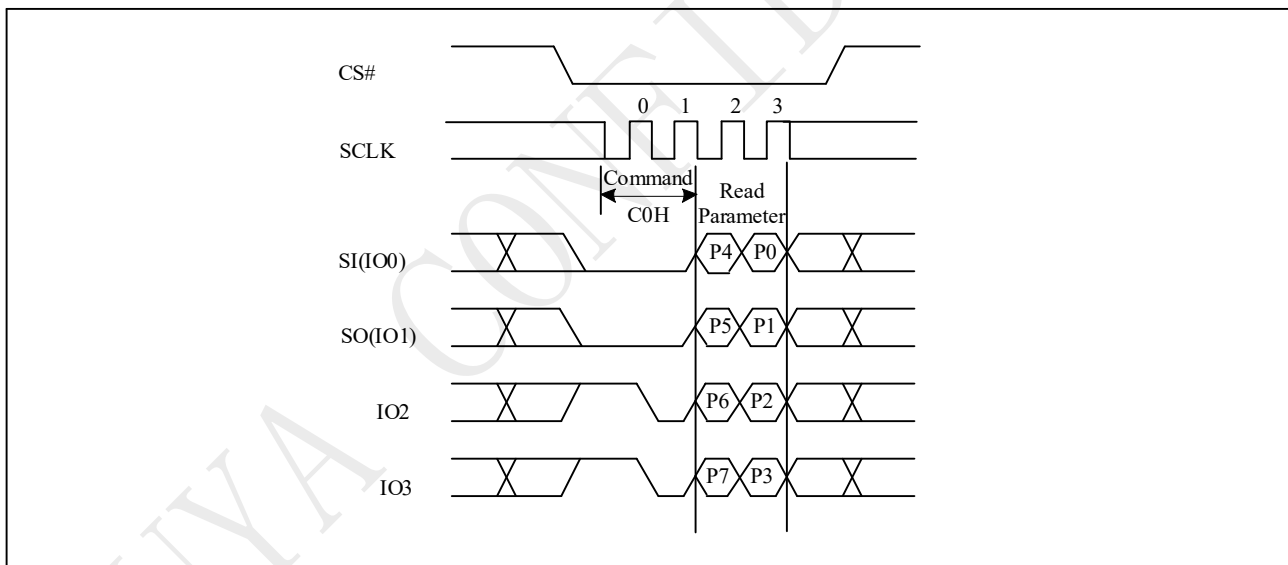 CS#
0 1 2 3
SCLK
Command
C0H
Read
Parameter
SI(IO0)
P4 P0
SO(IO1)
P5 P1
IO2
P6 P2
IO3
P7 P3